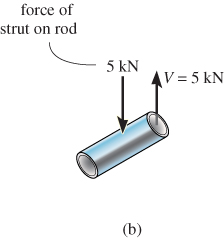 force of
strut on rod
5 kN
V = 5 kN
(b)